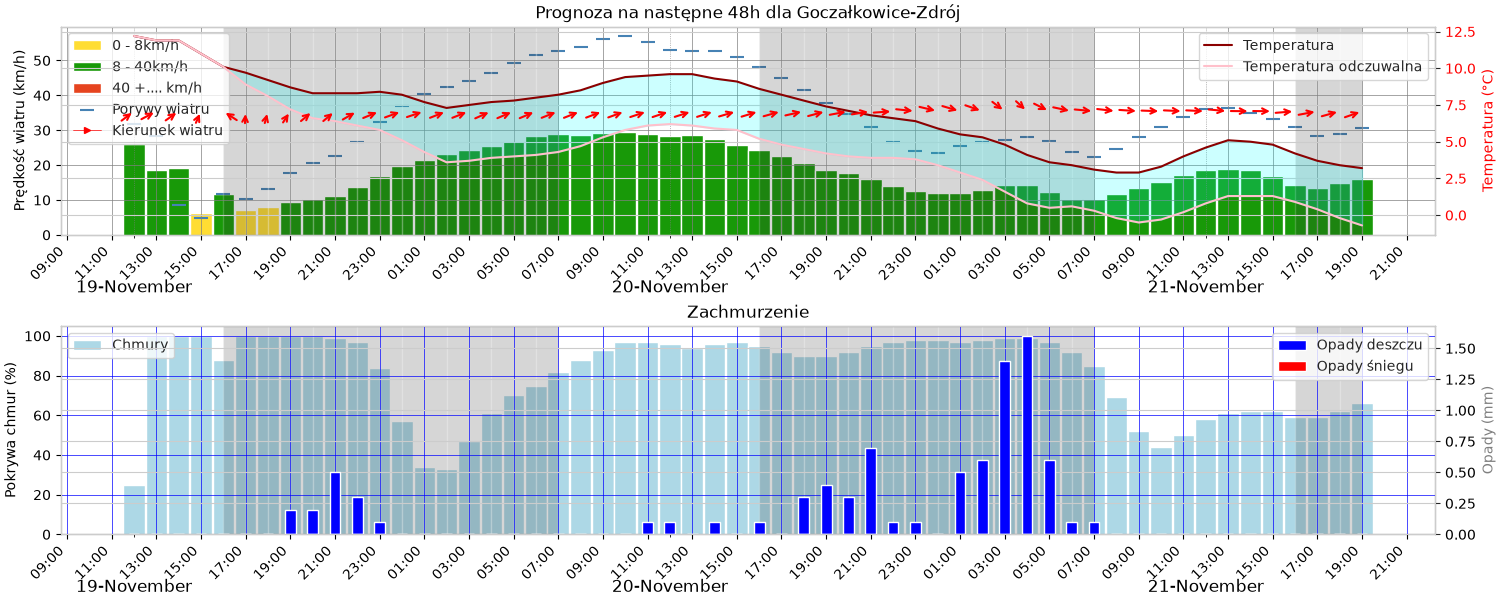 Prognoza na następne 48h dla Goczałkowice-Zdrój
Prędkość wiatru (km/h)
50
40
30
20
10
0
0 - 8km/h
8 - 40km/h
40 +.... km/h
Porywy wiatru
Kierunek wiatru
Temperatura
Temperatura odczuwalna
12.5
10.0
7.5
5.0
2.5
0.0
Temperatura (°C)
09:00 11:00 13:00 15:00 17:00 19:00 21:00 23:00 01:00 03:00 05:00 07:00 09:00 11:00 13:00 15:00 17:00 19:00 21:00 23:00 01:00 03:00 05:00 07:00 09:00 11:00 13:00 15:00 17:00 19:00 21:00
19-November 20-November 21-November
Zachmurzenie
Pokrywa chmur (%)
100
80
60
40
20
0
Chmury
Opady deszczu
Opady śniegu
1.50
1.25
1.00
0.75
0.50
0.25
0.00
Opady (mm)
09:00 11:00 13:00 15:00 17:00 19:00 21:00 23:00 01:00 03:00 05:00 07:00 09:00 11:00 13:00 15:00 17:00 19:00 21:00 23:00 01:00 03:00 05:00 07:00 09:00 11:00 13:00 15:00 17:00 19:00 21:00
19-November 20-November 21-November